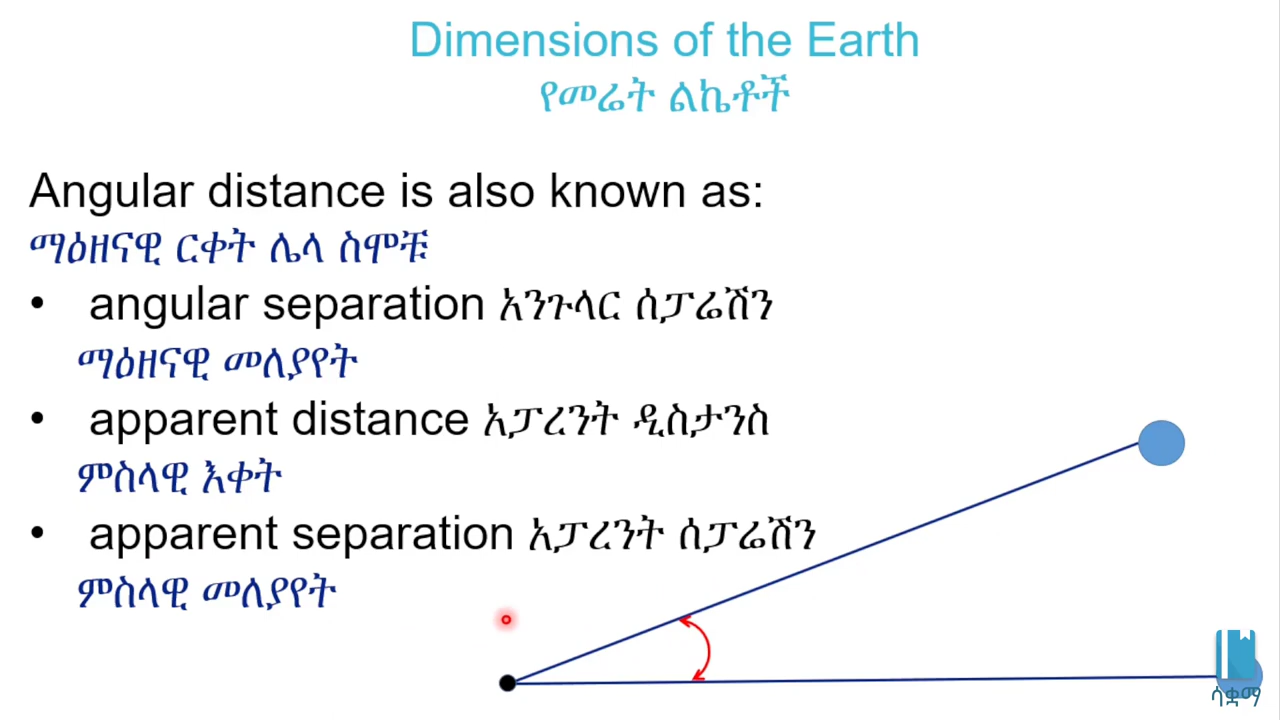 Dimensions of the Earth
የመሬት ልኬቶች
Angular distance is also known as:
ማዕዘናዊ ርቀት ሌላ ስሞቹ
• angular separation አንጉላር ሰፓሬሽን
ማዕዘናዊ መለያየት
• apparent distance አፓረንት ዲስታንስ
ምስላዊ እቀት
• apparent separation አፓረንት ሰፓሬሽን
ምስላዊ መለያየት
ሳቋማ